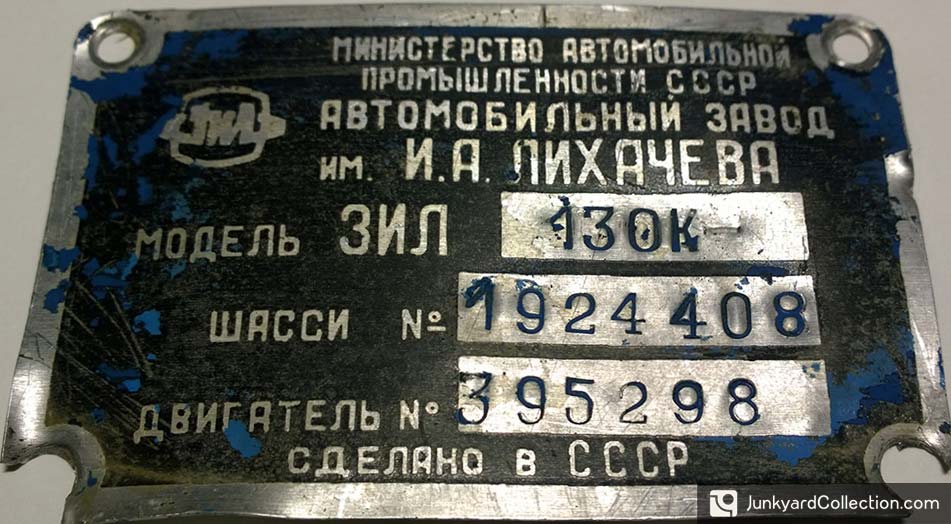 МИНИСТЕРСТВО АВТОМОБИЛЬНОЙ
ПРОМЫШЛЕННОСТИ СССР
ЗИЛ
АВТОМОБИЛЬНЫЙ ЗАВОД
ИМ. И.А. ЛИХАЧЕВА
МОДЕЛЬ ЗИЛ 130К-
ШАССИ № 1924408
ДВИГАТЕЛЬ № 395298
СДЕЛАНО В СССР
JunkyardCollection.com